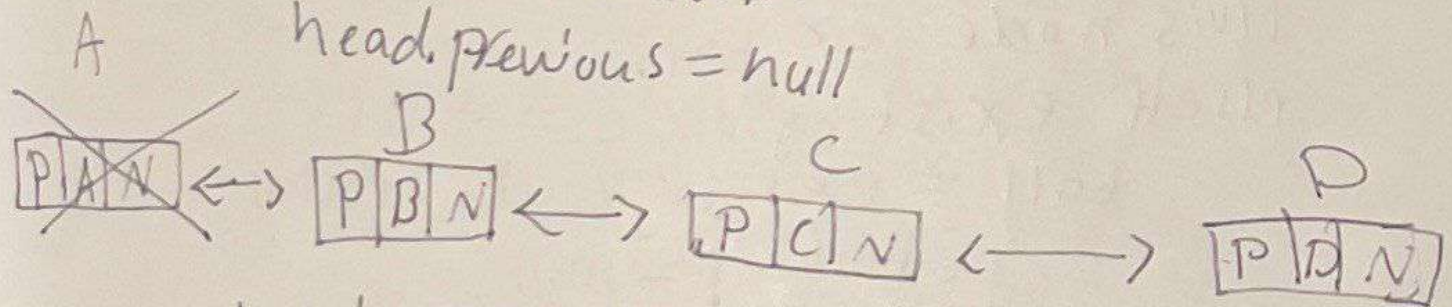 A head.previous = null
B C D
P A N P B N P C N P D N